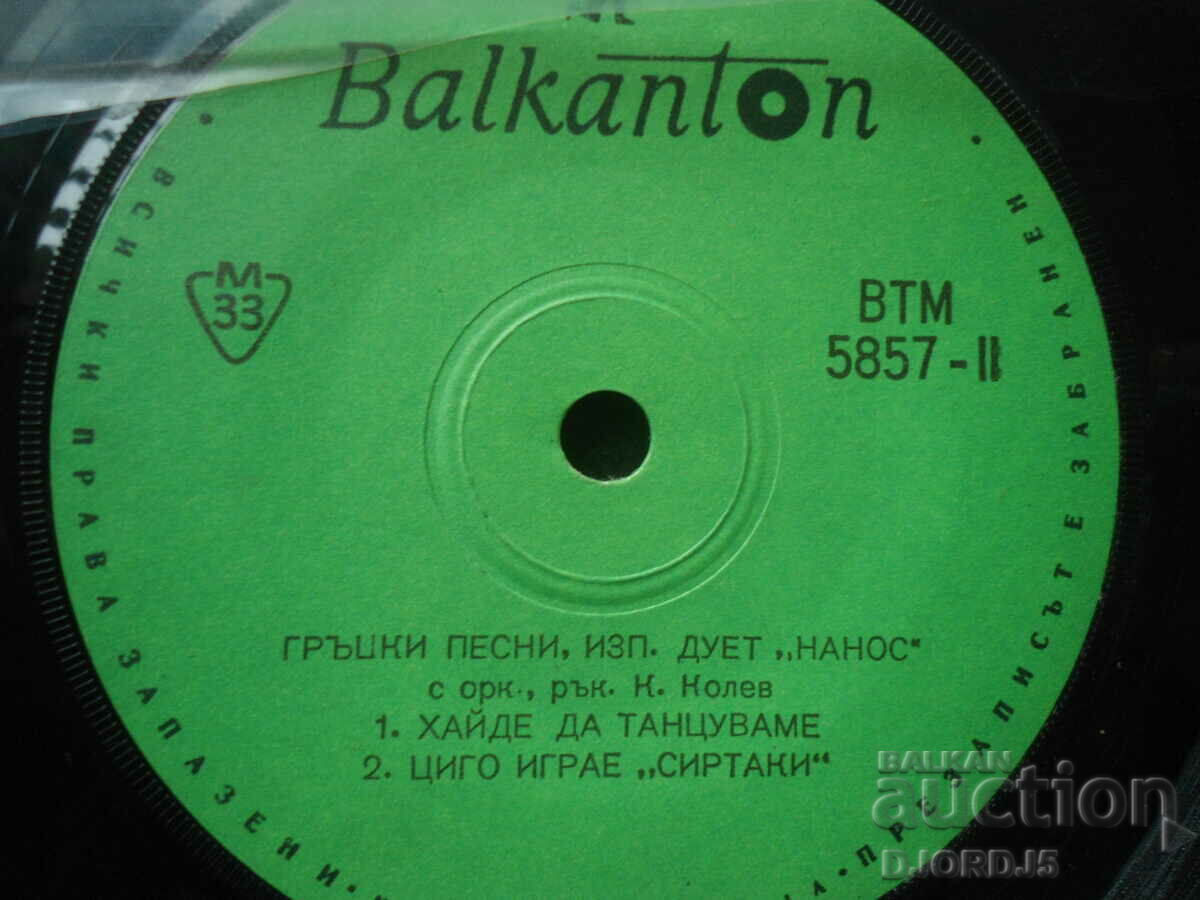 Balkanton
М
33
ВТМ
5857-II
ГРЪЦКИ ПЕСНИ, ИЗП. ДУЕТ „НАНОС"
с орк., рък. К. Колев
1. ХАЙДЕ ДА ТАНЦУВАМЕ
2. ЦИГО ИГРАЕ „СИРТАКИ"
• ВСИЧКИ ПРАВА ЗАПАЗЕНИ •
• ПРЕЗАПИСЪТ Е ЗАБРАНЕН •
BALKAN
auction
DJORDJ5